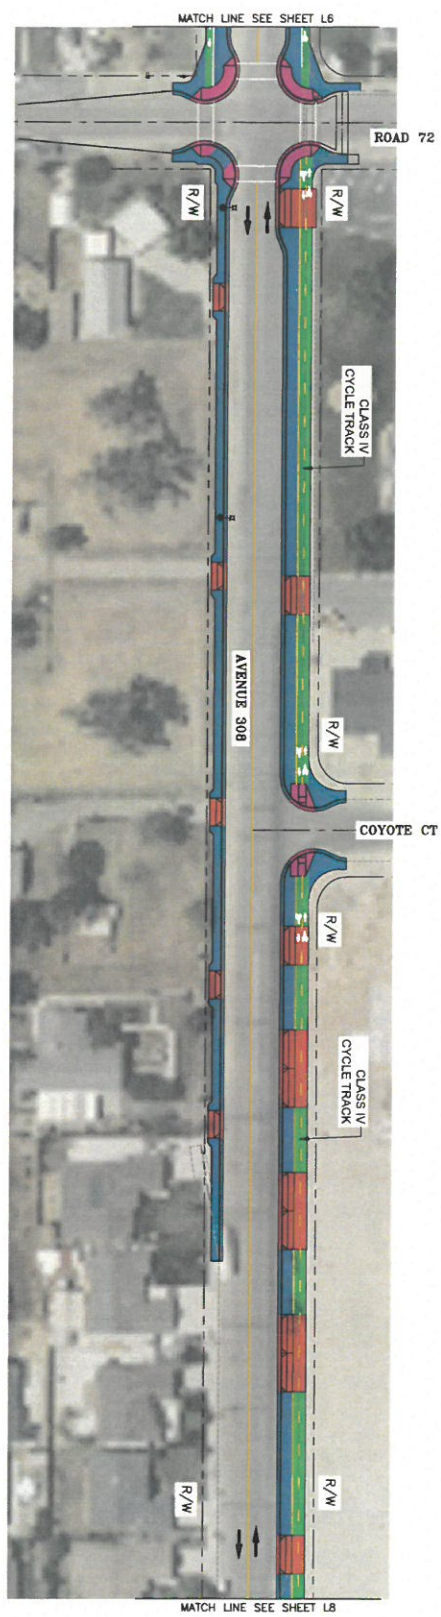 MATCH LINE SEE SHEET L6
ROAD 72
R/W
R/W
CLASS IV
CYCLE TRACK
AVENUE 308
R/W
COYOTE CT
R/W
CLASS IV
CYCLE TRACK
R/W
R/W
MATCH LINE SEE SHEET L8